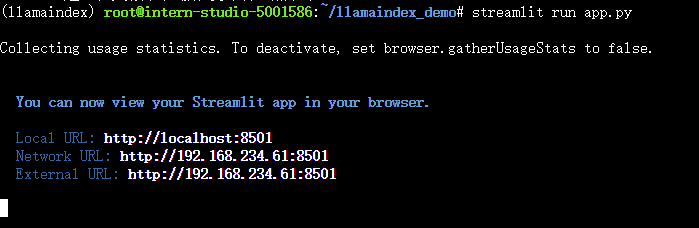 (llamaindex) root@intern-studio-5001586:~/llamaindex_demo# streamlit run app.py
Collecting usage statistics. To deactivate, set browser.gatherUsageStats to false.
You can now view your Streamlit app in your browser.
Local URL: http://localhost:8501
Network URL: http://192.168.234.61:8501
External URL: http://192.168.234.61:8501